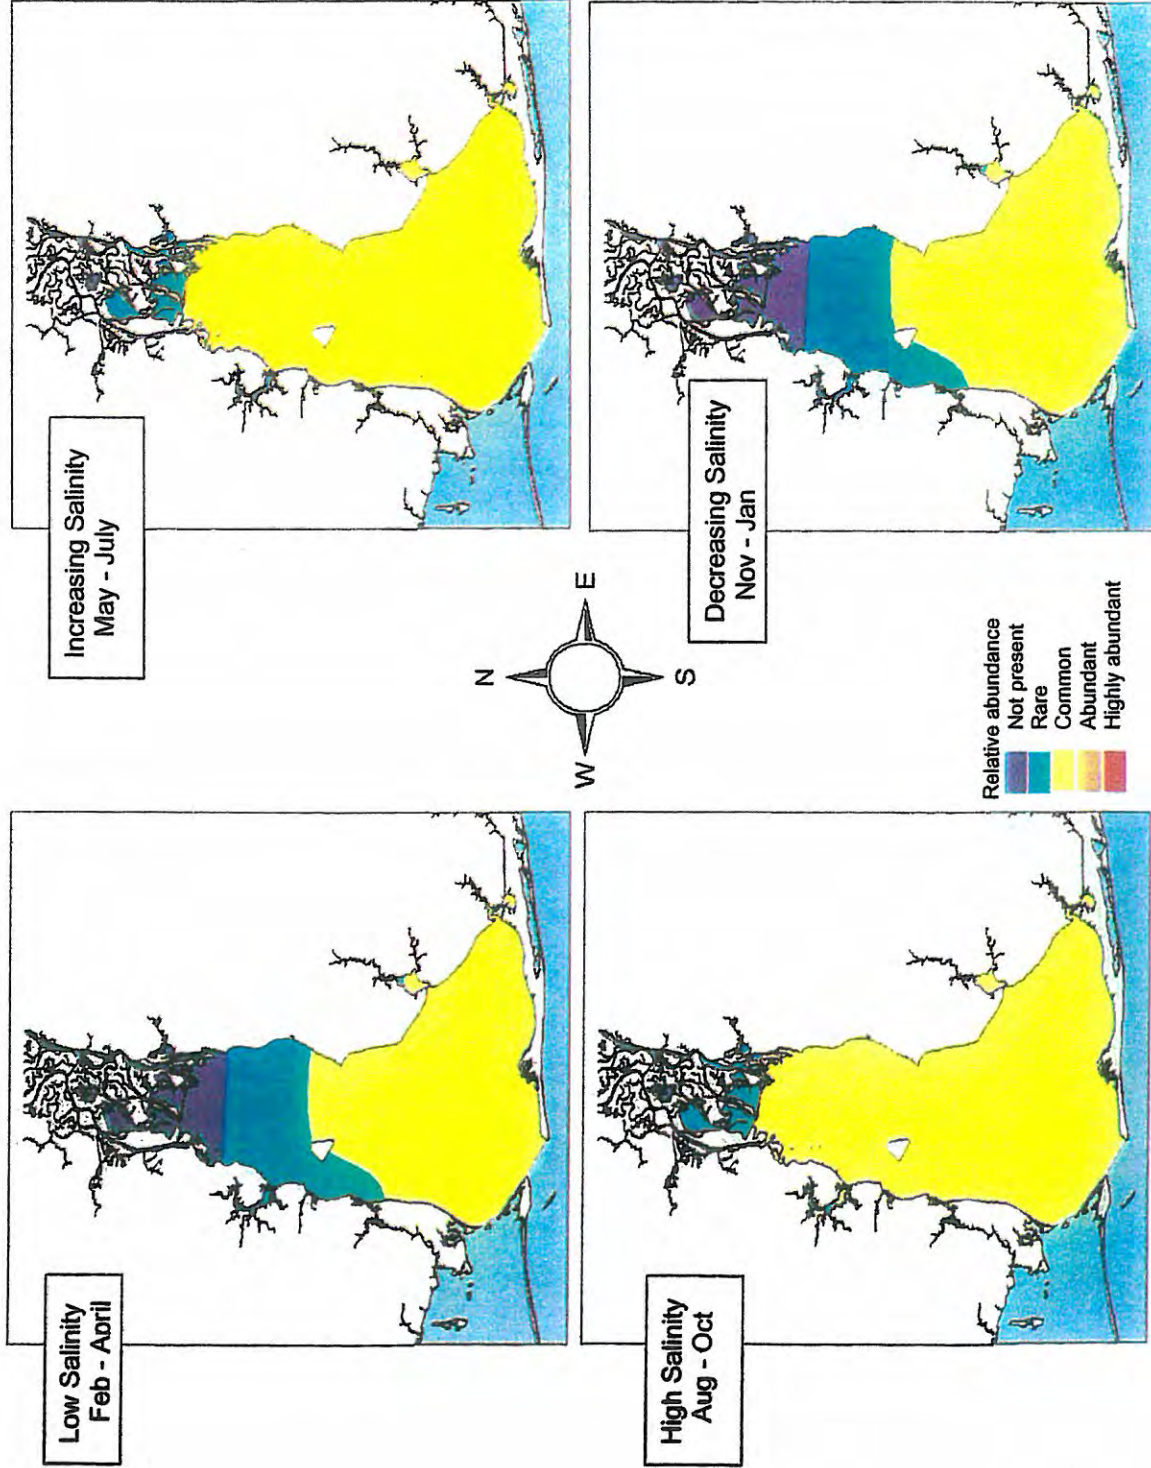 Low Salinity
Feb - April
Increasing Salinity
May - July
N
W
E
S
High Salinity
Aug - Oct
Relative abundance
Not present
Rare
Common
Abundant
Highly abundant
Decreasing Salinity
Nov - Jan